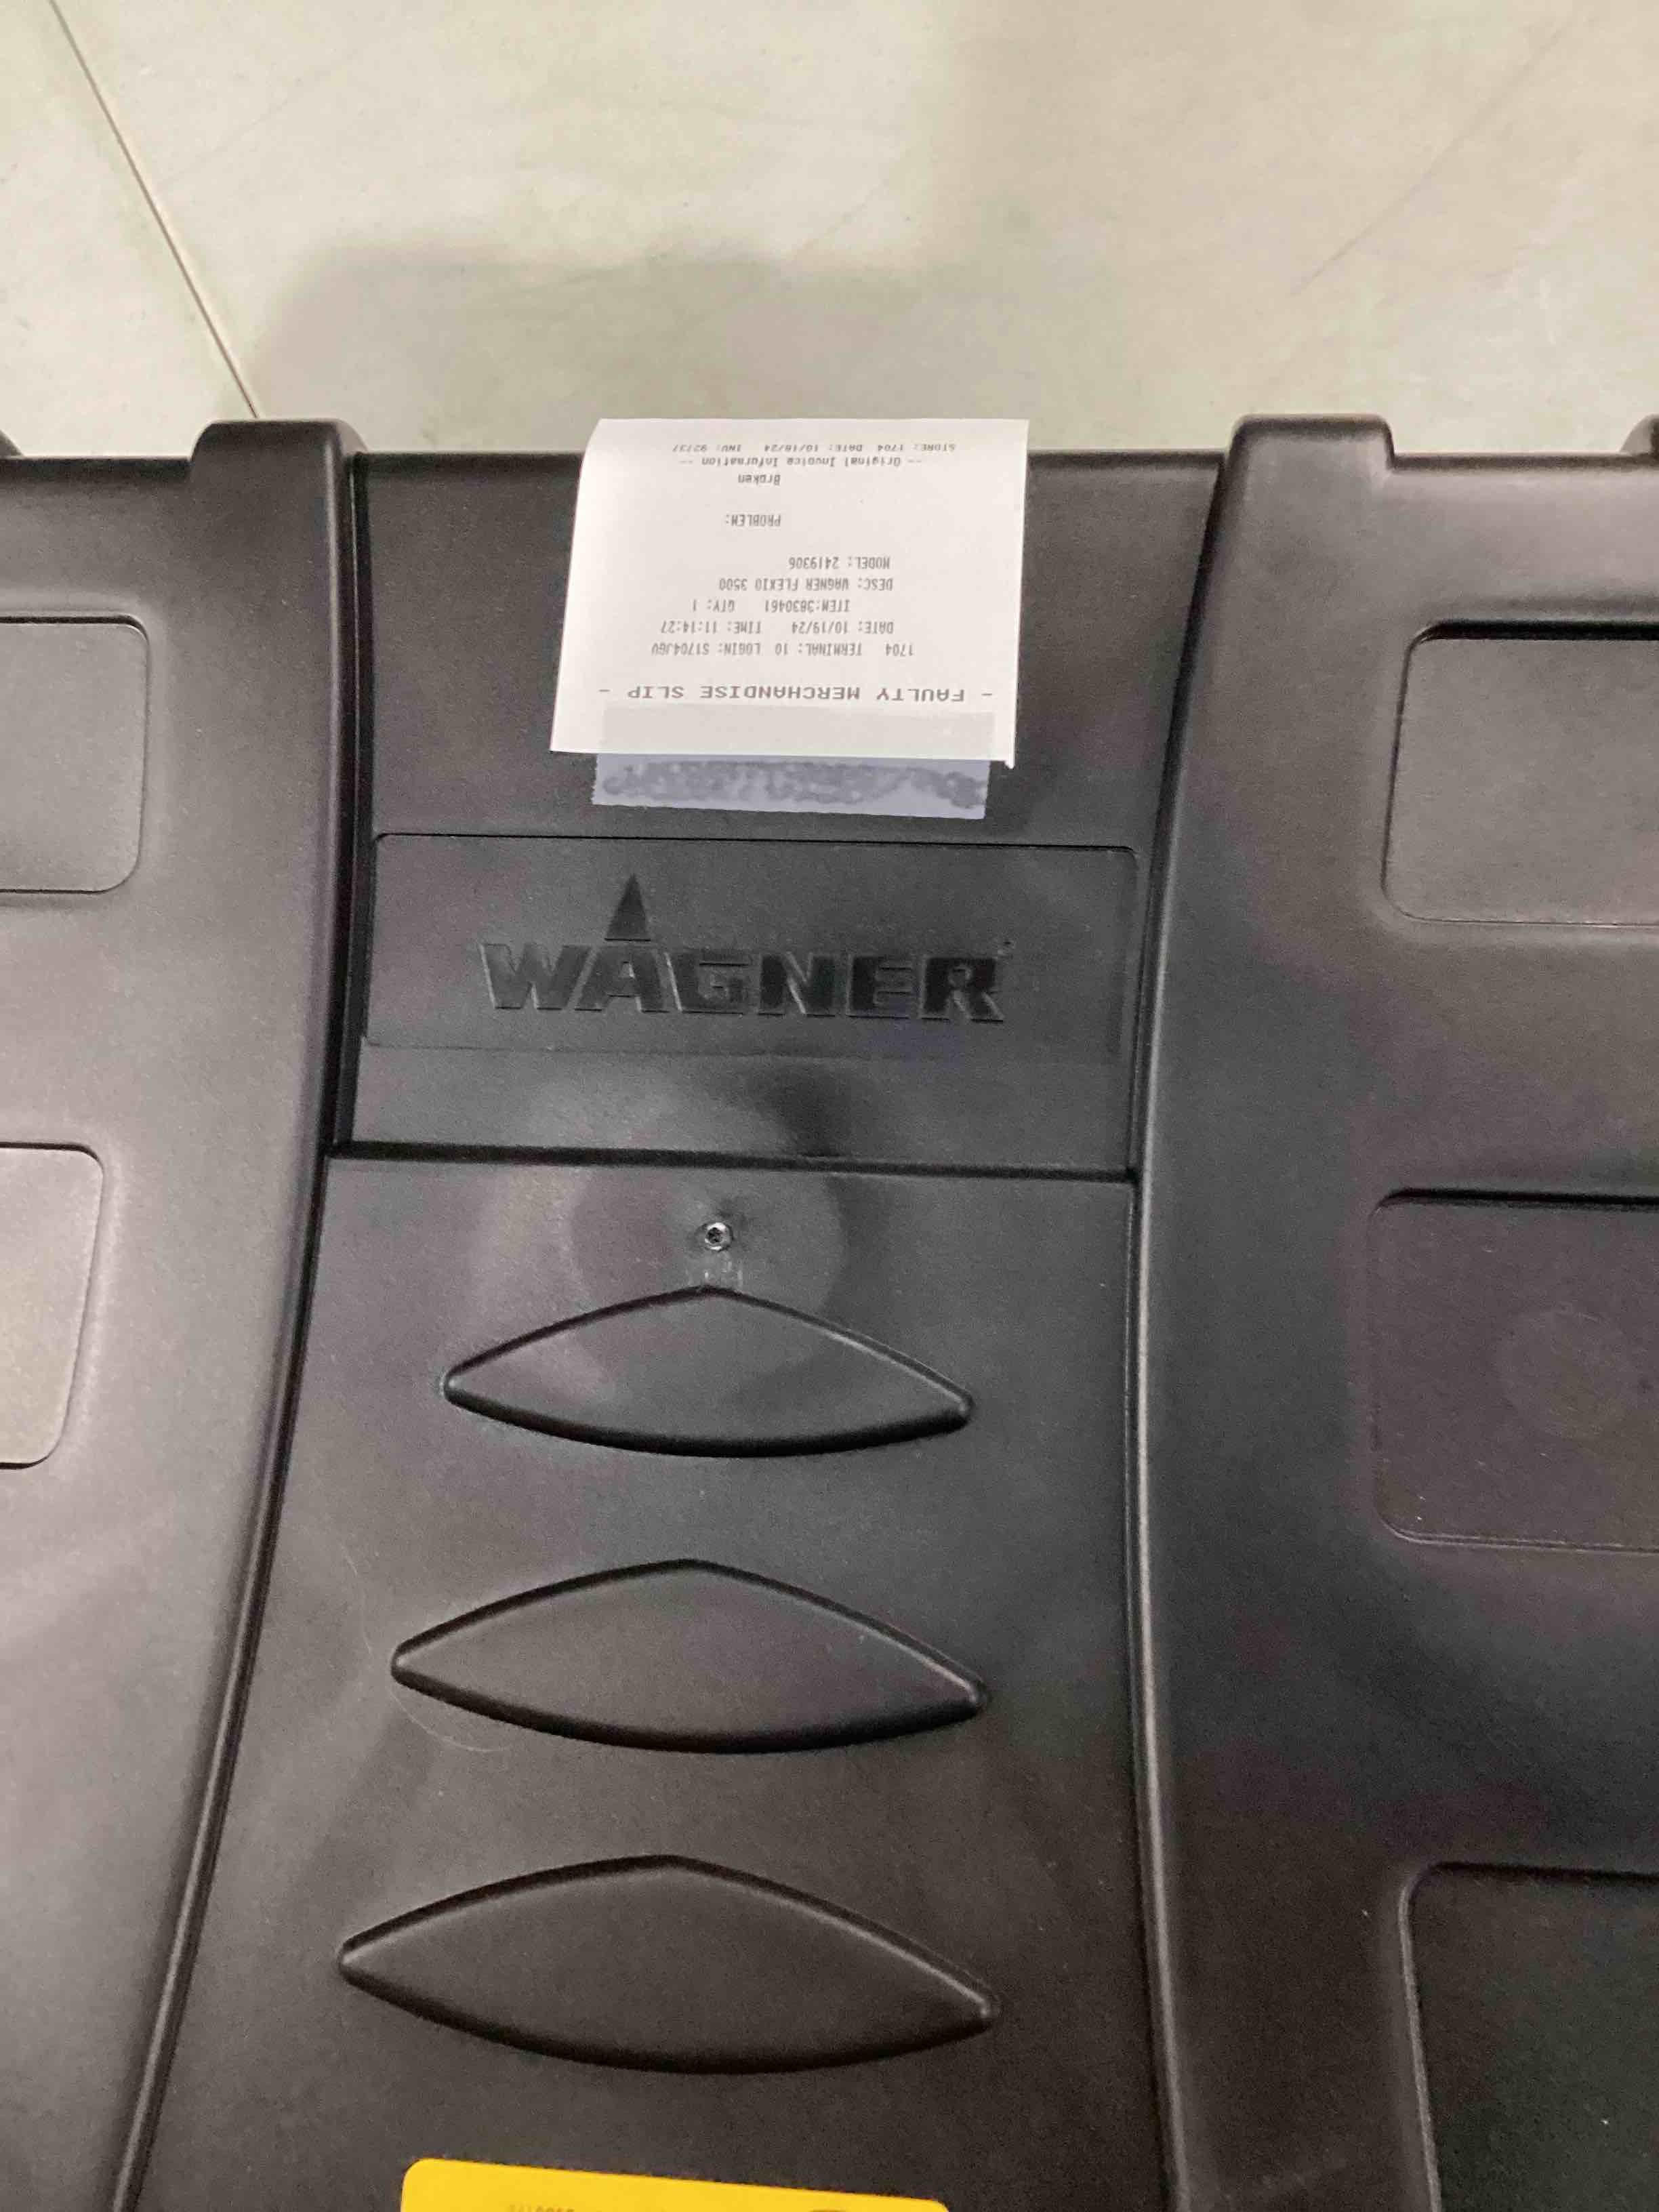 - FAULTY MERCHANDISE SLIP -
1704 TERMINAL: 10 LOGIN: S1704JGV
DATE: 10/19/24 TIME: 11:14:27
ITEM:3830461 QTY: 1
DESC: WAGNER FLEXIO 3500
MODEL: 2419306
PROBLEM:
Broken
-- Original Invoice Information --
STORE: 1704 DATE: 10/18/24 INV: 92737
WAGNER